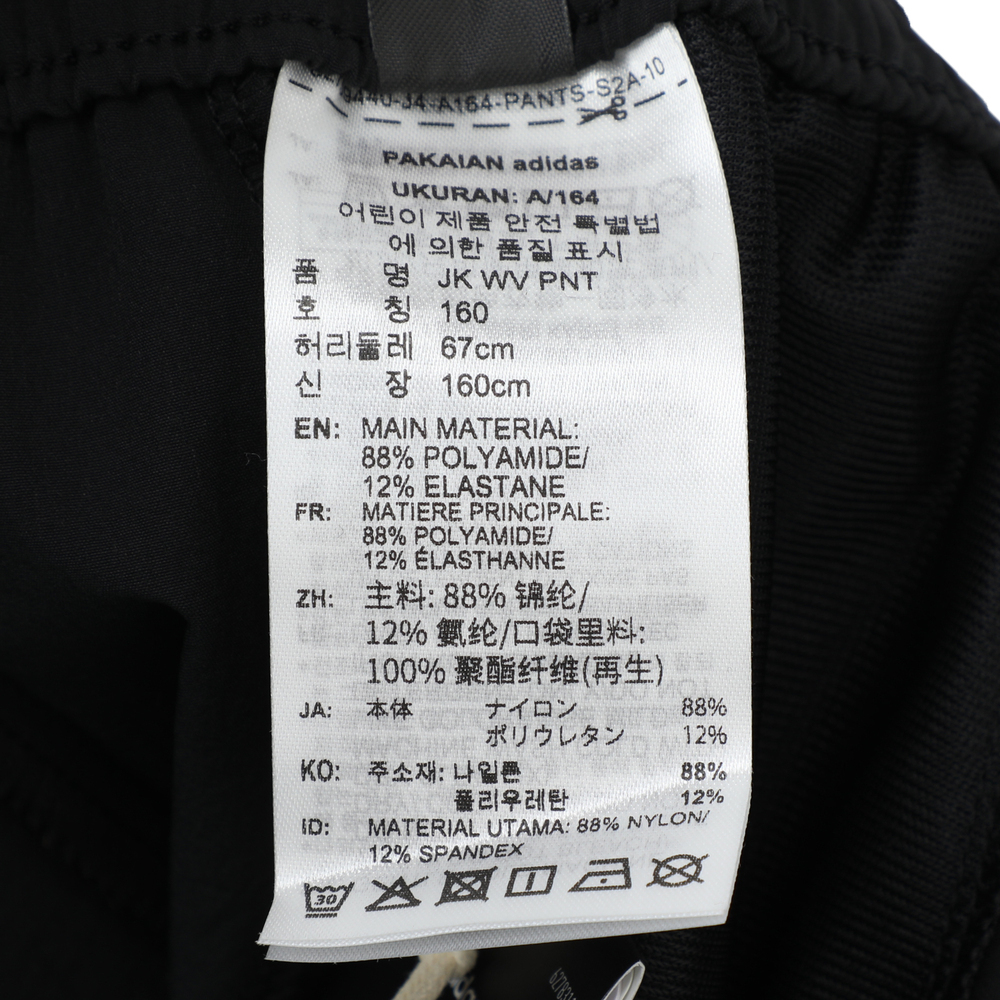 -J4-A164-PANTS-S2A-10
PAKAIAN adidas
UKURAN: A/164
어린이 제품 안전 특별법
에 의한 품질 표시
품 명 JK WV PNT
호 칭 160
허리둘레 67cm
신 장 160cm
EN: MAIN MATERIAL:
88% POLYAMIDE/
12% ELASTANE
FR: MATIERE PRINCIPALE:
88% POLYAMIDE/
12% ÉLASTHANNE
ZH: 主料: 88% 锦纶/
12% 氨纶/口袋里料:
100% 聚酯纤维(再生)
JA: 本体 ナイロン 88%
ポリウレタン 12%
KO: 주소재: 나일론 88%
폴리우레탄 12%
ID: MATERIAL UTAMA: 88% NYLON/
12% SPANDEX
30